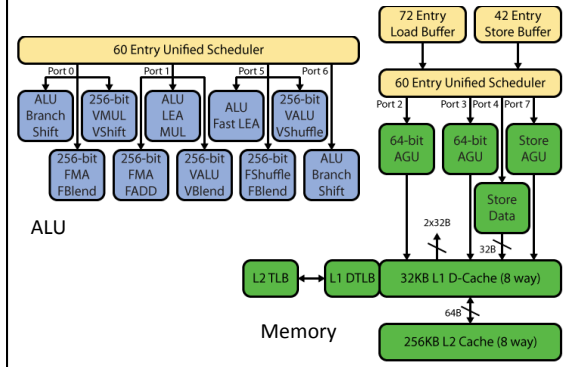 72 Entry
Load Buffer
42 Entry
Store Buffer
60 Entry Unified Scheduler
60 Entry Unified Scheduler
Port 0
Port 1
Port 5
Port 6
Port 2
Port 3
Port 4
Port 7
ALU
Branch
Shift
256-bit
VMUL
VShift
ALU
LEA
MUL
ALU
Fast LEA
256-bit
VALU
VShuffle
64-bit
AGU
64-bit
AGU
Store
AGU
256-bit
FMA
FBlend
256-bit
FMA
FADD
256-bit
VALU
VBlend
256-bit
FShuffle
FBlend
ALU
Branch
Shift
Store
Data
ALU
2x32B
32B
L2 TLB
L1 DTLB
32KB L1 D-Cache (8 way)
64B
Memory
256KB L2 Cache (8 way)